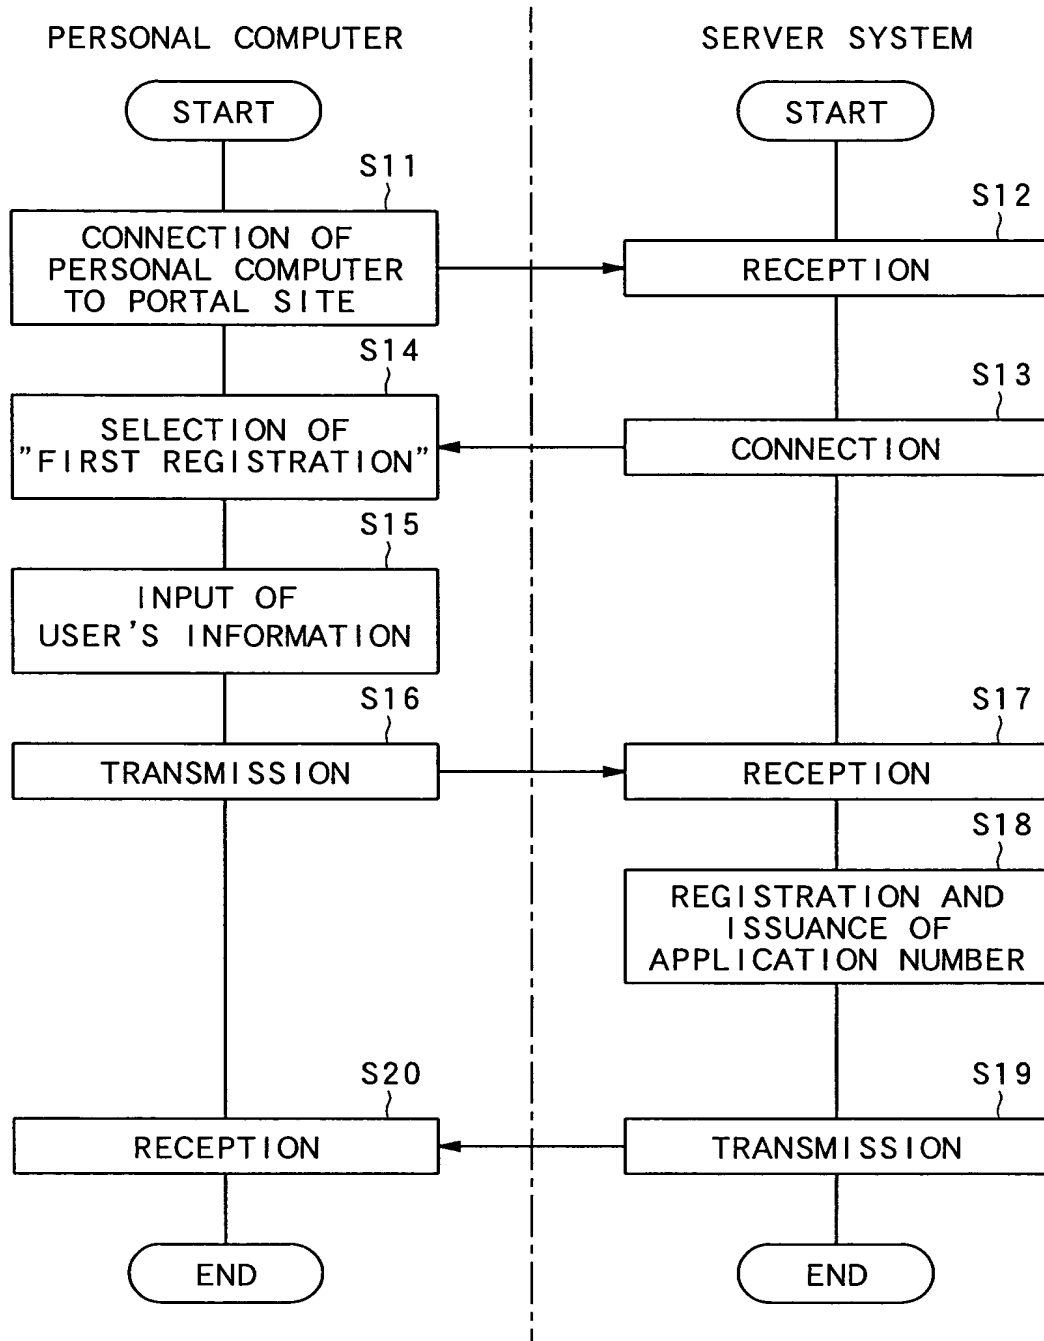 PERSONAL COMPUTER
SERVER SYSTEM
START
START
S11
CONNECTION OF
PERSONAL COMPUTER
TO PORTAL SITE
S12
RECEPTION
S14
SELECTION OF
"FIRST REGISTRATION"
S13
CONNECTION
S15
INPUT OF
USER'S INFORMATION
S16
TRANSMISSION
S17
RECEPTION
S18
REGISTRATION AND
ISSUANCE OF
APPLICATION NUMBER
S20
RECEPTION
S19
TRANSMISSION
END
END